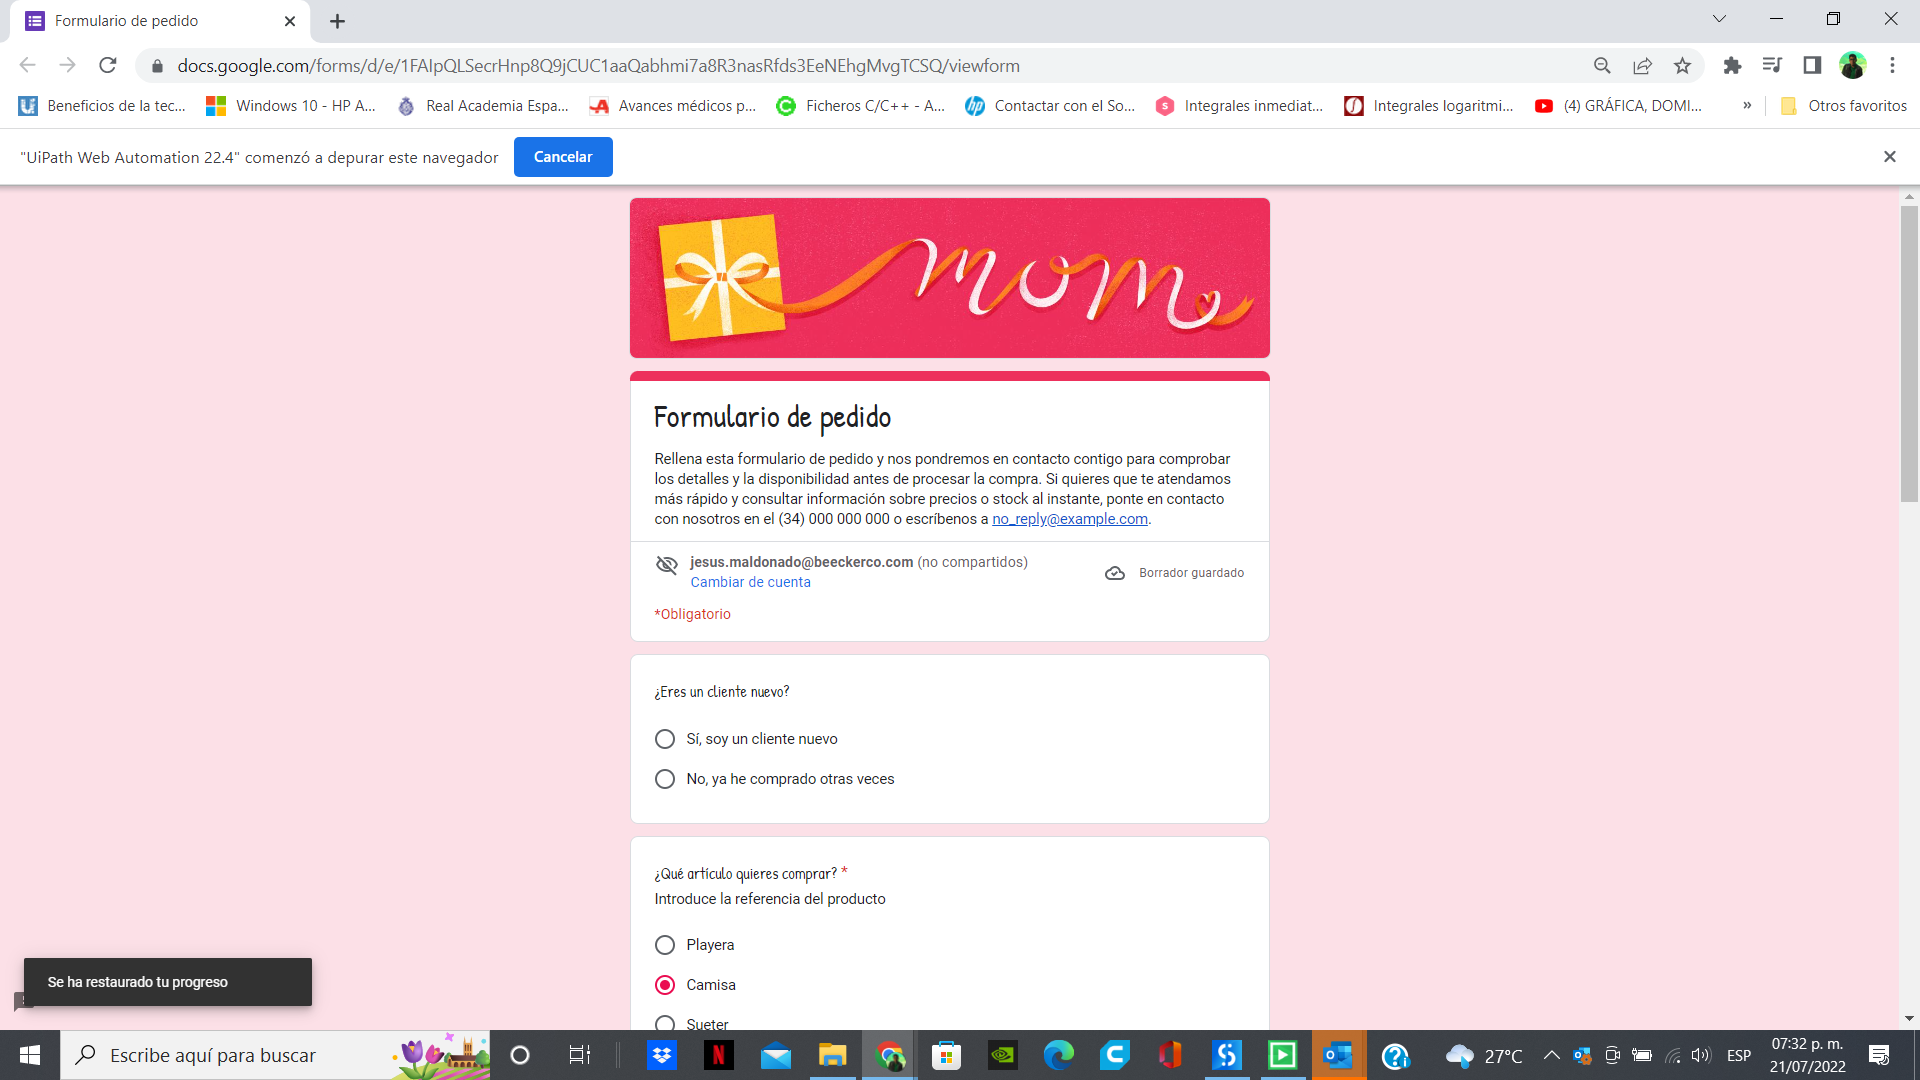 Formulario de pedido
docs.google.com/forms/d/e/1FAIpQLSecrHnp8Q9jCUC1aaQabhmi7a8R3nasRfds3EeNEhgMvgTCSQ/viewform
Beneficios de la tec...
Windows 10 - HP A...
Real Academia Espa...
Avances médicos p...
Ficheros C/C++ - A...
Contactar con el So...
Integrales inmediat...
Integrales logaritmi...
(4) GRÁFICA, DOMI...
»
Otros favoritos
"UiPath Web Automation 22.4" comenzó a depurar este navegador
Cancelar
mom
Formulario de pedido
Rellena esta formulario de pedido y nos pondremos en contacto contigo para comprobar
los detalles y la disponibilidad antes de procesar la compra. Si quieres que te atendamos
más rápido y consultar información sobre precios o stock al instante, ponte en contacto
con nosotros en el (34) 000 000 000 o escríbenos a no_reply@example.com.
jesus.maldonado@beeckerco.com (no compartidos)
Cambiar de cuenta
Borrador guardado
*Obligatorio
¿Eres un cliente nuevo?
Sí, soy un cliente nuevo
No, ya he comprado otras veces
¿Qué artículo quieres comprar? *
Introduce la referencia del producto
Playera
Camisa
Sueter
Se ha restaurado tu progreso
Escribe aquí para buscar
27°C
ESP
07:32 p. m.
21/07/2022